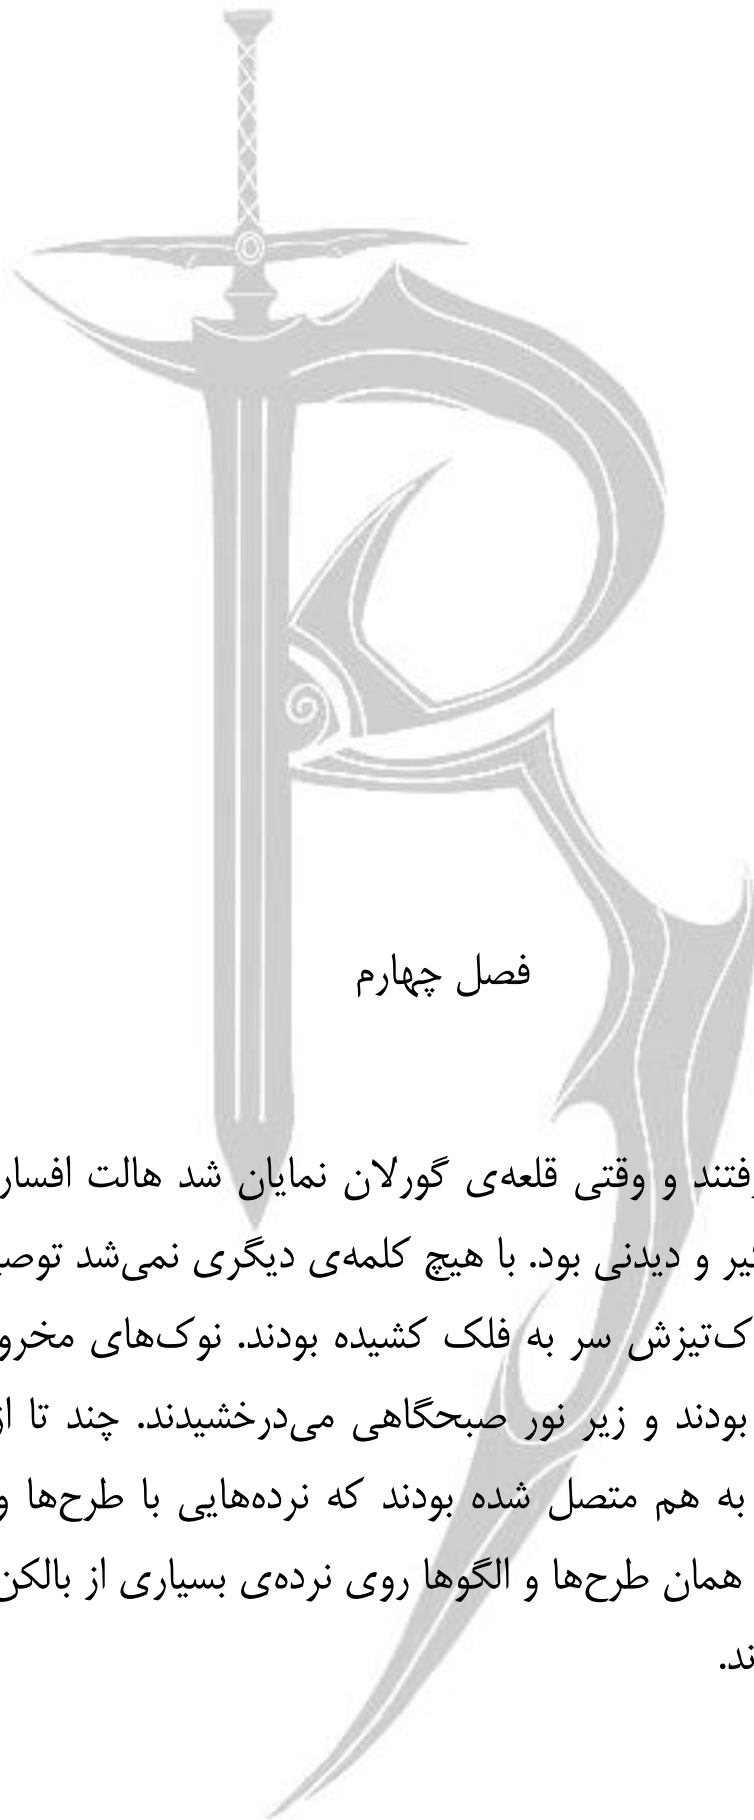 فصل چهارم
رفتند و وقتی قلعه‌ی گورلان نمایان شد هالت افسار
گیر و دیدنی بود. با هیچ کلمه‌ی دیگری نمی‌شد توصی
ک‌تیزش سر به فلک کشیده بودند. نوک‌های مخرو
بودند و زیر نور صبحگاهی می‌درخشیدند. چند تا از
به هم متصل شده بودند که نرده‌هایی با طرح‌ها و
همان طرح‌ها و الگوها روی نرده‌ی بسیاری از بالکن
ند.